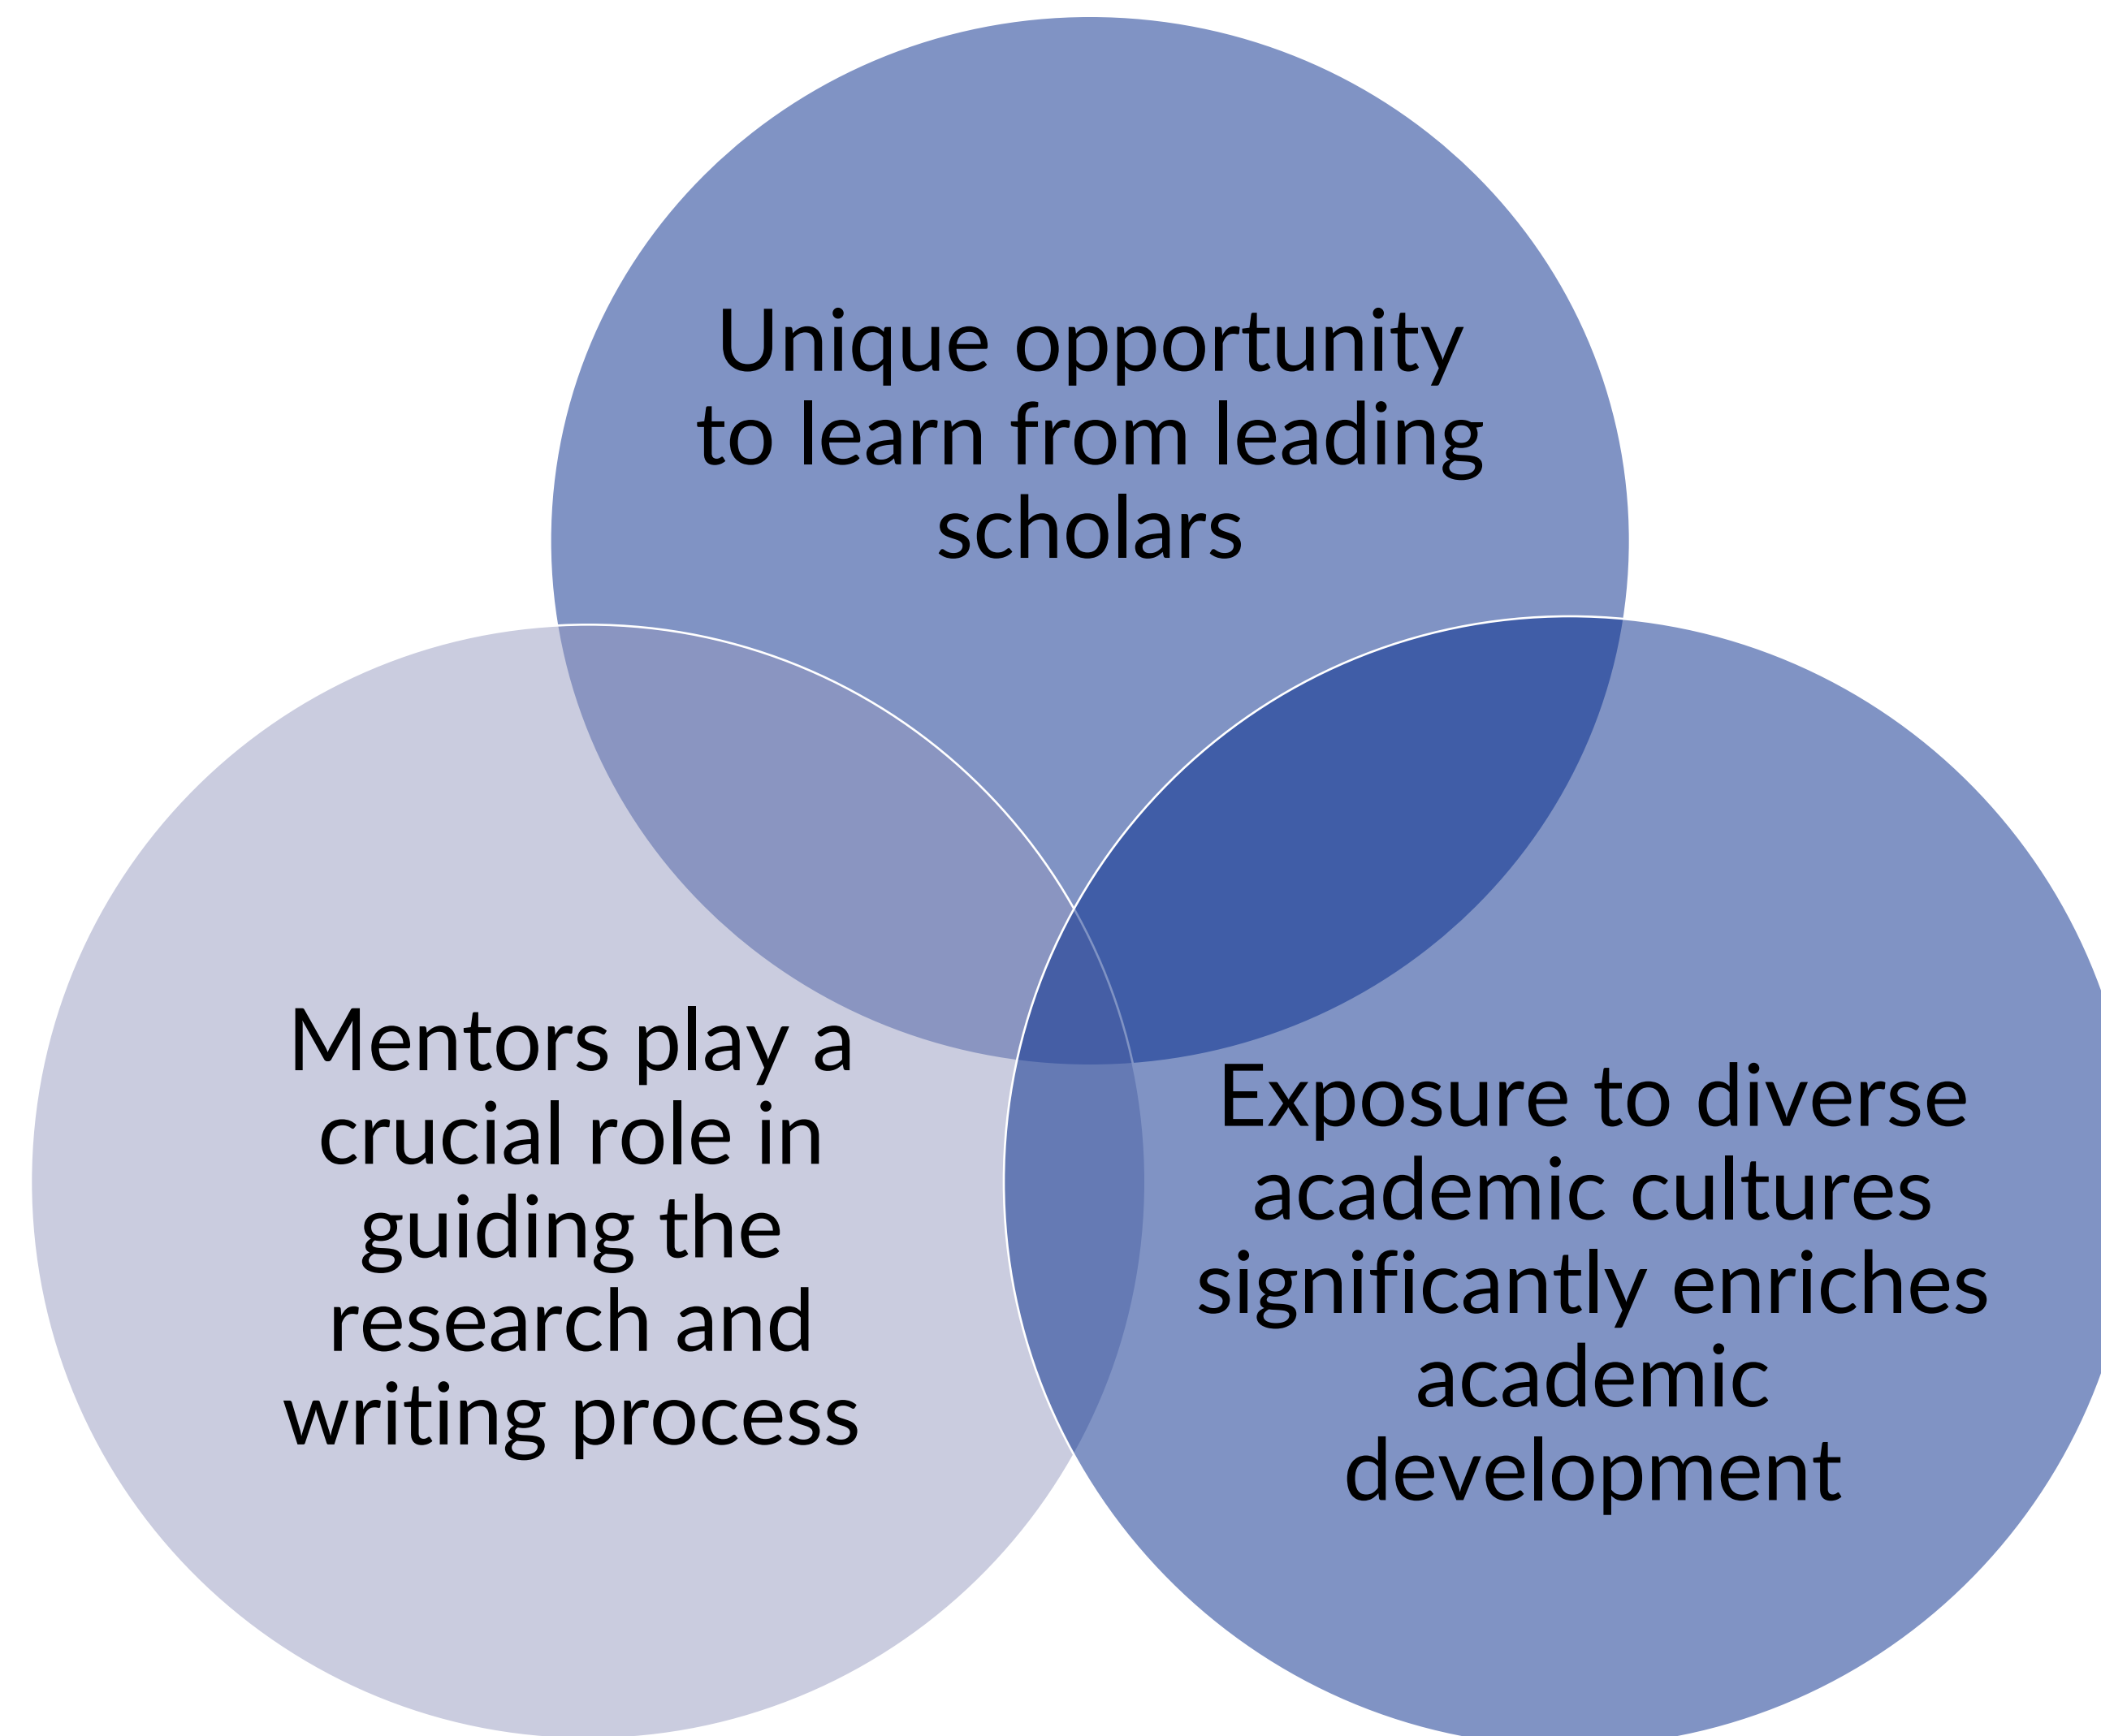 Unique opportunity
to learn from leading
scholars
Mentors play a
crucial role in
guiding the
research and
writing process
Exposure to diverse
academic cultures
significantly enriches
academic
development